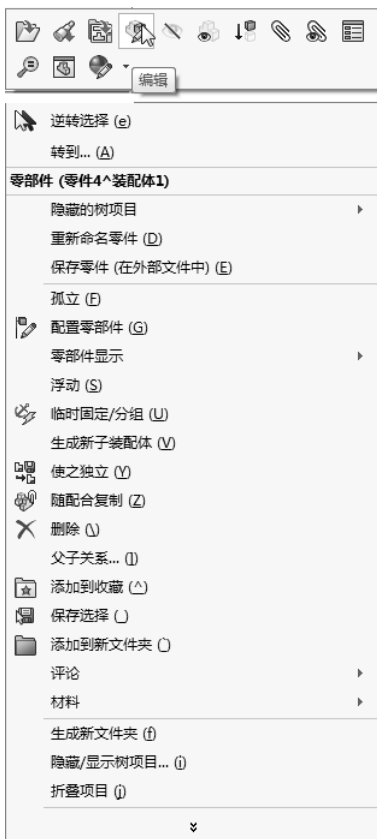 编辑
逆转选择 (e)
转到... (A)
零部件 (零件4^装配体1)
隐藏的树项目
重新命名零件 (D)
保存零件 (在外部文件中) (E)
孤立 (F)
配置零部件 (G)
零部件显示
浮动 (S)
临时固定/分组 (U)
生成新子装配体 (V)
使之独立 (Y)
随配合复制 (Z)
删除 (\)
父子关系... (])
添加到收藏 (^)
保存选择 (_)
添加到新文件夹 (`)
评论
材料
生成新文件夹 (f)
隐藏/显示树项目... (i)
折叠项目 (j)